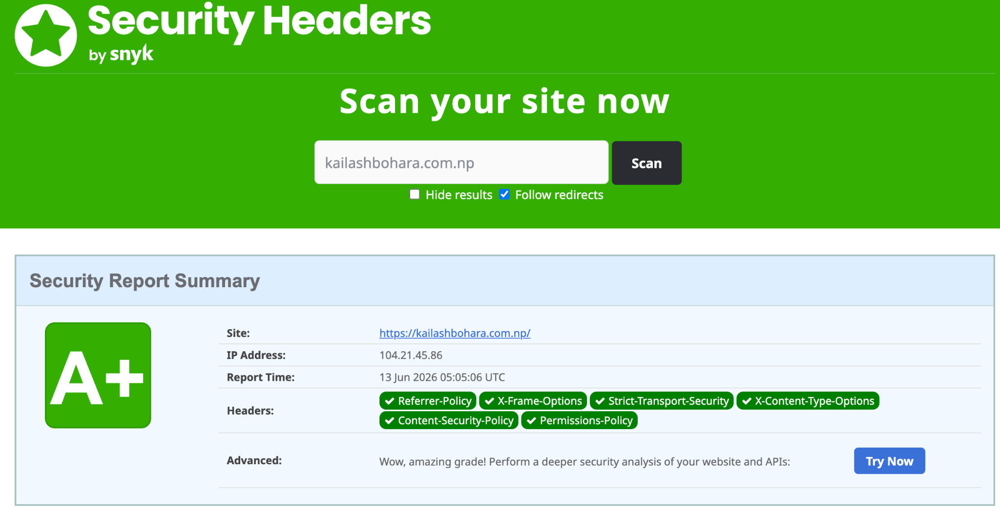 Security Headers
by snyk
Scan your site now
kailashbohara.com.np
Scan
Hide results Follow redirects
Security Report Summary
A+
Site: https://kailashbohara.com.np/
IP Address: 104.21.45.86
Report Time: 13 Jun 2026 05:05:06 UTC
Headers: Referrer-Policy X-Frame-Options Strict-Transport-Security X-Content-Type-Options
Content-Security-Policy Permissions-Policy
Advanced: Wow, amazing grade! Perform a deeper security analysis of your website and APIs: Try Now